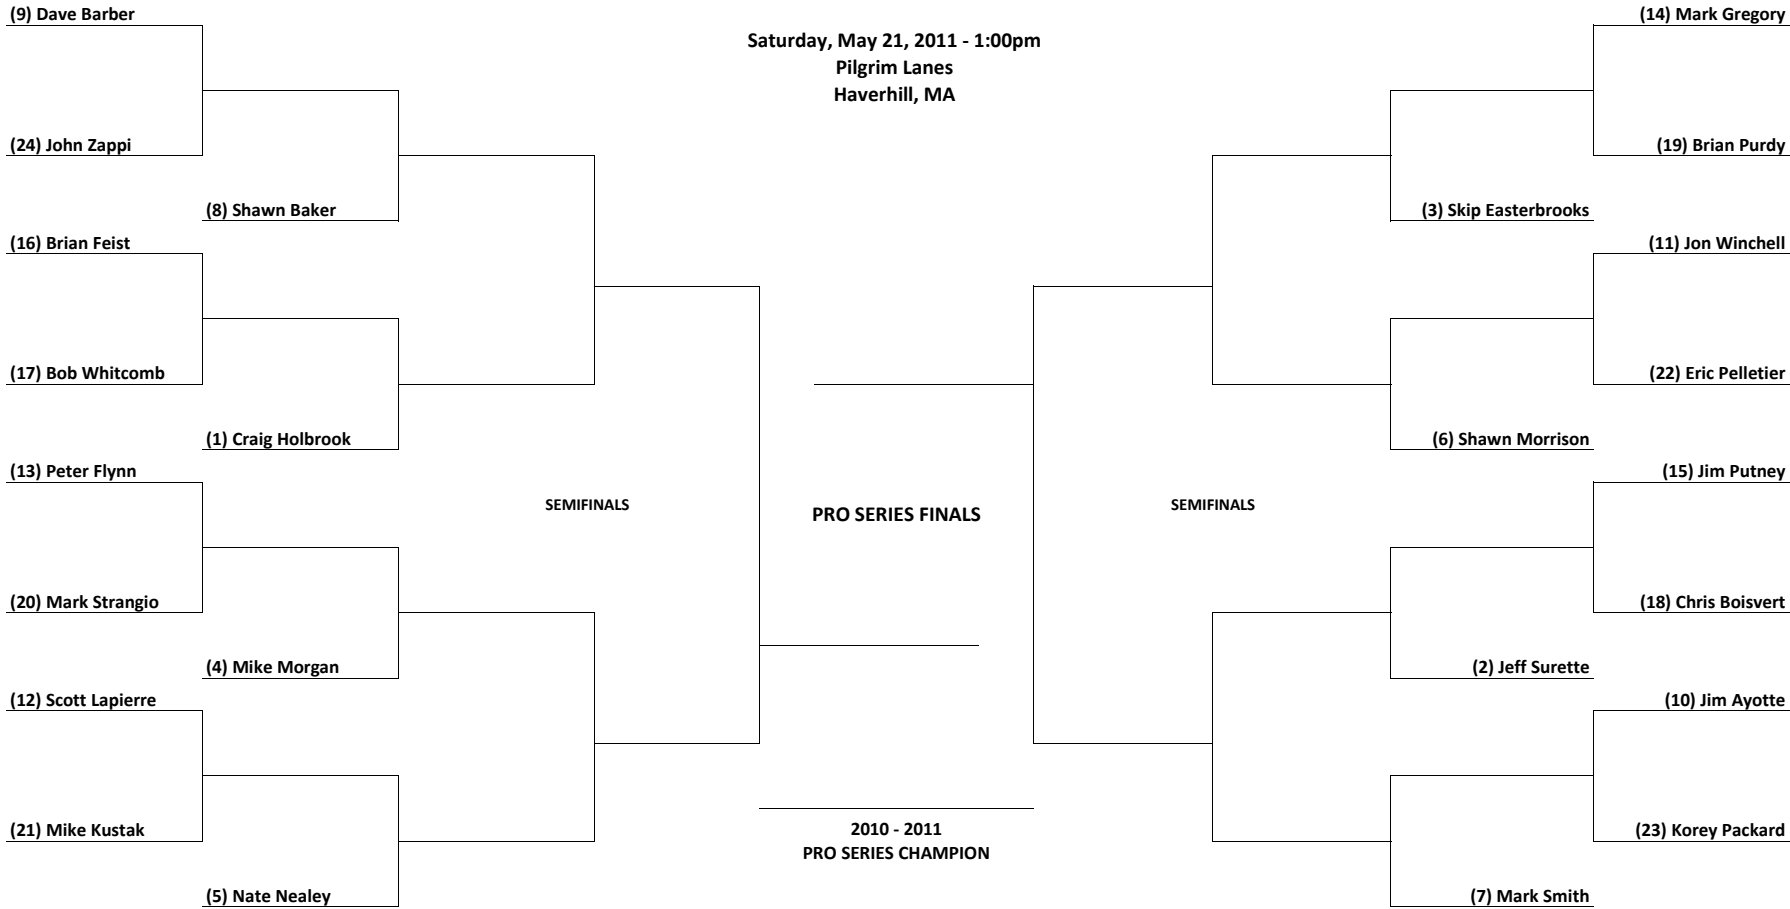 (9) Dave Barber
(14) Mark Gregory
Saturday, May 21, 2011 - 1:00pm
Pilgrim Lanes
Haverhill, MA
(24) John Zappi
(19) Brian Purdy
(8) Shawn Baker
(3) Skip Easterbrooks
(16) Brian Feist
(11) Jon Winchell
(17) Bob Whitcomb
(22) Eric Pelletier
(1) Craig Holbrook
(6) Shawn Morrison
(13) Peter Flynn
(15) Jim Putney
SEMIFINALS
PRO SERIES FINALS
SEMIFINALS
(20) Mark Strangio
(18) Chris Boisvert
(4) Mike Morgan
(2) Jeff Surette
(12) Scott Lapierre
(10) Jim Ayotte
(21) Mike Kustak
2010 - 2011
(23) Korey Packard
PRO SERIES CHAMPION
(5) Nate Nealey
(7) Mark Smith